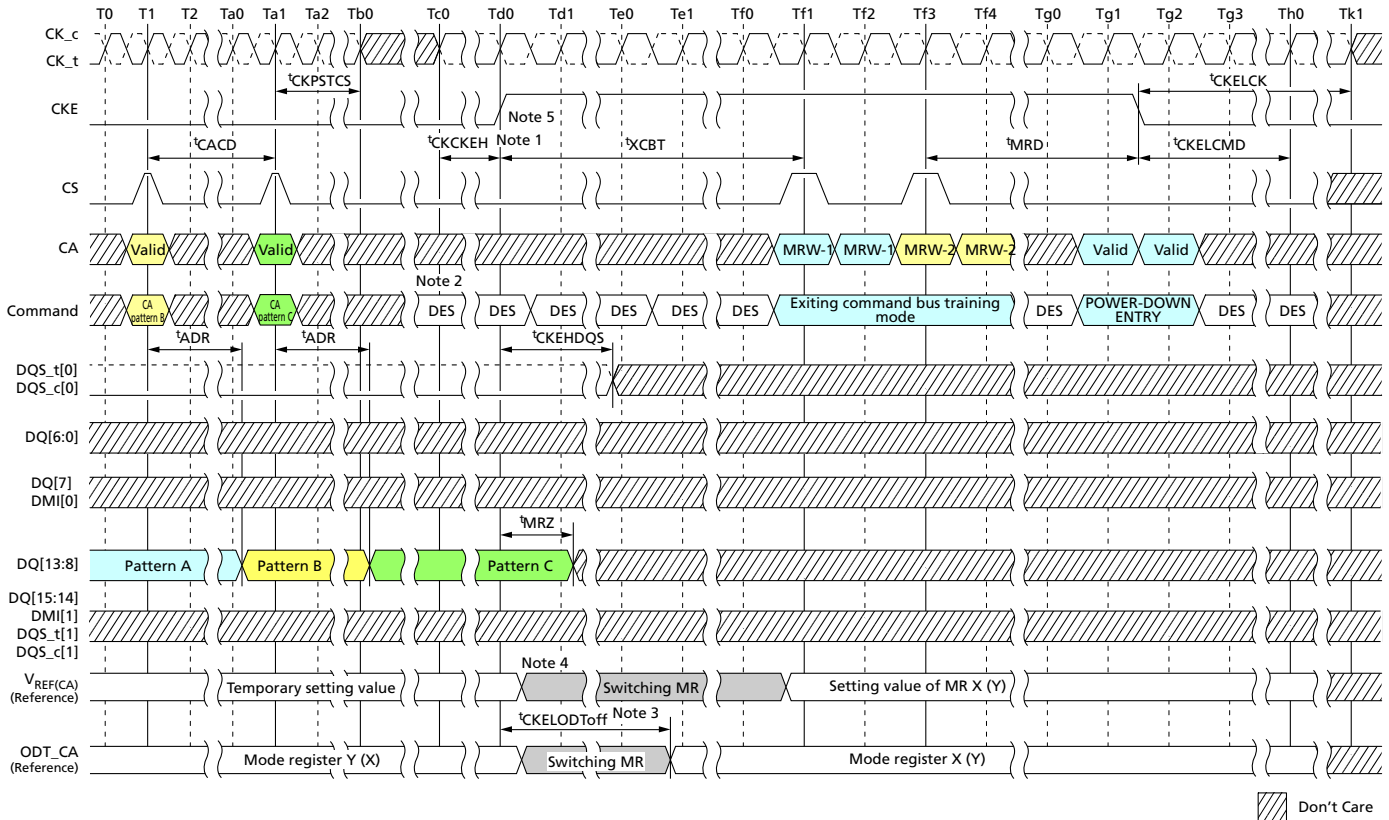 T0 T1 T2 Ta0 Ta1 Ta2 Tb0 Tc0 Td0 Td1 Te0 Te1 Tf0 Tf1 Tf2 Tf3 Tf4 Tg0 Tg1 Tg2 Tg3 Th0 Tk1
CK_c
CK_t
tCKPSTCS
tCKELCK
CKE
Note 5
tCACD
tCKCKEH
Note 1
tXCBT
tMRD
tCKELCMD
CS
CA
Valid Valid MRW-1 MRW-1 MRW-2 MRW-2 Valid Valid
Note 2
Command
CA pattern B
CA pattern C
DES DES DES DES DES DES
Exiting command bus training mode
DES
POWER-DOWN ENTRY
DES DES
tADR tADR tCKEHDQS
DQS_t[0]
DQS_c[0]
DQ[6:0]
DQ[7]
DMI[0]
tMRZ
DQ[13:8]
Pattern A Pattern B Pattern C
DQ[15:14]
DMI[1]
DQS_t[1]
DQS_c[1]
Note 4
VREF(CA)
(Reference)
Temporary setting value
Switching MR
Setting value of MR X (Y)
tCKELODToff
Note 3
ODT_CA
(Reference)
Mode register Y (X)
Switching MR
Mode register X (Y)
Don't Care